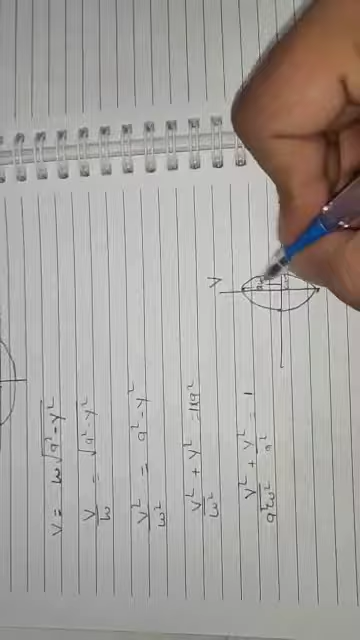 V = ω√a²-y²
V/ω = √a²-y²
V²/ω² = a²-y²
V²/ω² + y² = a²
V²/a²ω² + y²/a² = 1
V